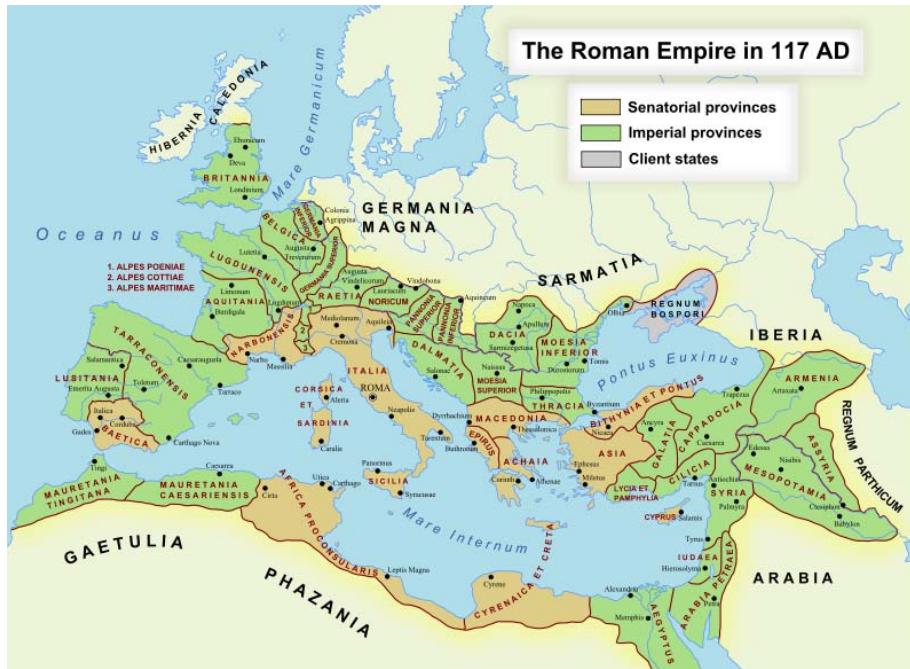 The Roman Empire in 117 AD
Senatorial provinces
Imperial provinces
Client states
HIBERNIA
CALEDONIA
Mare Germanicum
Eburacum
Deva
BRITANNIA
Londinium
Oceanus
GERMANIA
MAGNA
SARMATIA
GERMANIA
INFERIOR
Colonia
Agrippina
BELGICA
Augusta
Treverorum
Lutetia
LUGDUNENSIS
GERMANIA SUPERIOR
1. ALPES POENIAE
2. ALPES COTTIAE
3. ALPES MARITIMAE
Limonum
AQUITANIA
Burdigala
Lugdunum
Augusta
Vindelicorum
RAETIA
Lauriacum
NORICUM
Vindobona
PANNONIA
SUPERIOR
PANNONIA
INFERIOR
Aquincum
Napoca
Apullum
DACIA
Sarmizegetusa
MOESIA
INFERIOR
Tomis
Durostorum
Olbia
REGNUM
BOSPORI
IBERIA
Pontus Euxinus
2
3
NARBONENSIS
Narbo
Massilia
Mediolanum
Cremona
Aquileia
ITALIA
ROMA
Neapolis
Tarentum
DALMATIA
Salonae
Naissus
MOESIA
SUPERIOR
Philippopolis
THRACIA
Byzantium
TARRACONENSIS
Salamantica
Caesaraugusta
LUSITANIA
Toletum
Emerita Augusta
Tarraco
Italica
Corduba
Gades
BAETICA
Carthago Nova
CORSICA
ET
SARDINIA
Aleria
Caralis
Dyrrhachium
MACEDONIA
Thessalonica
Buthrotum
EPIRUS
ACHAIA
Corinth
Athenae
Panormus
SICILIA
Syracusae
BITHYNIA ET PONTUS
Nicaea
ASIA
Ephesus
Miletus
Ancyra
GALATIA
CAPPADOCIA
Caesarea
Trapezus
ARMENIA
Artaxata
REGNUM PARTHICUM
ASSYRIA
Edessa
Nisibis
MESOPOTAMIA
Ctesiphon
Babylon
CILICIA
Tarsus
Antiochia
LYCIA ET
PAMPHYLIA
SYRIA
Palmyra
CYPRUS
Salamis
Tyrus
IUDAEA
Hierosolyma
ARABIA PETRAEA
Petra
ARABIA
Tingi
MAURETANIA
TINGITANA
Caesarea
MAURETANIA
CAESARIENSIS
Cirta
Utica
Carthago
AFRICA PROCONSULARIS
Leptis Magna
Mare Internum
GAETULIA
PHAZANIA
Cyrene
CYRENAICA ET CRETA
Alexandria
Memphis
AEGYPTUS